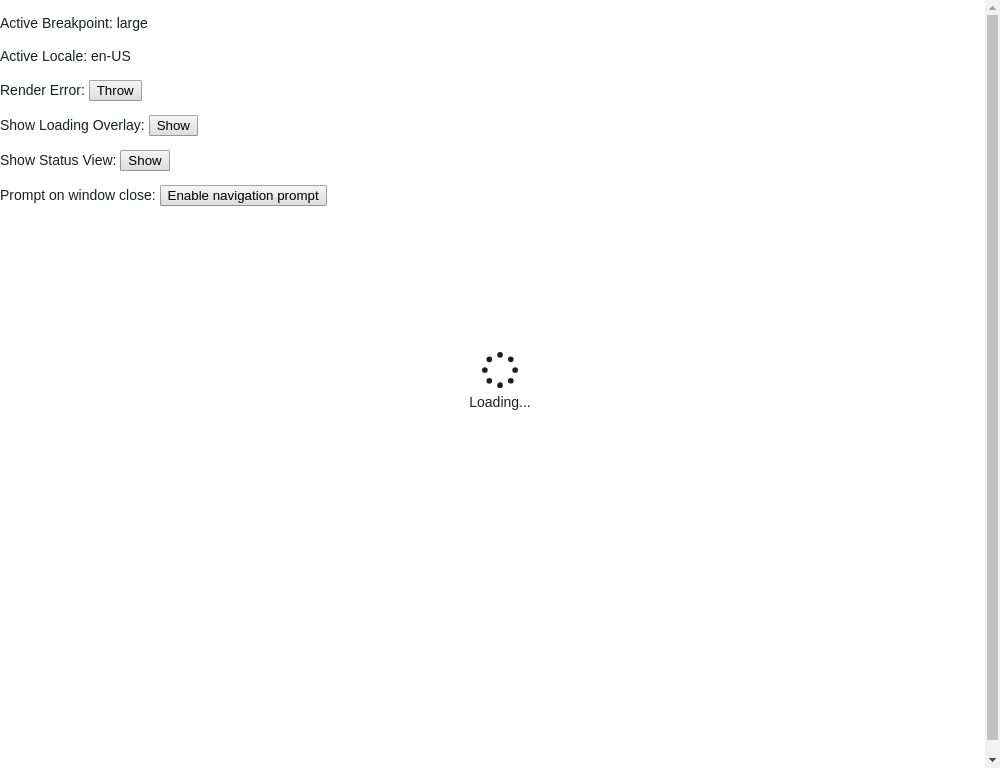 Active Breakpoint: large
Active Locale: en-US
Render Error: Throw
Show Loading Overlay: Show
Show Status View: Show
Prompt on window close: Enable navigation prompt
Loading...